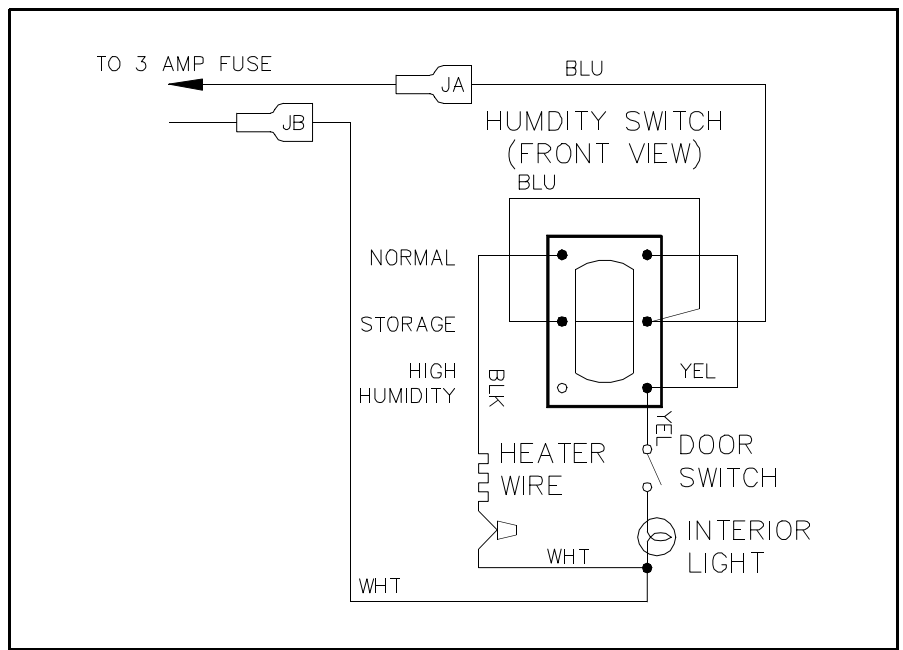 TO 3 AMP FUSE
JA
BLU
JB
HUMDITY SWITCH
(FRONT VIEW)
BLU
NORMAL
STORAGE
HIGH
HUMIDITY
BLK
YEL
YEL
HEATER
WIRE
DOOR
SWITCH
INTERIOR
LIGHT
WHT
WHT